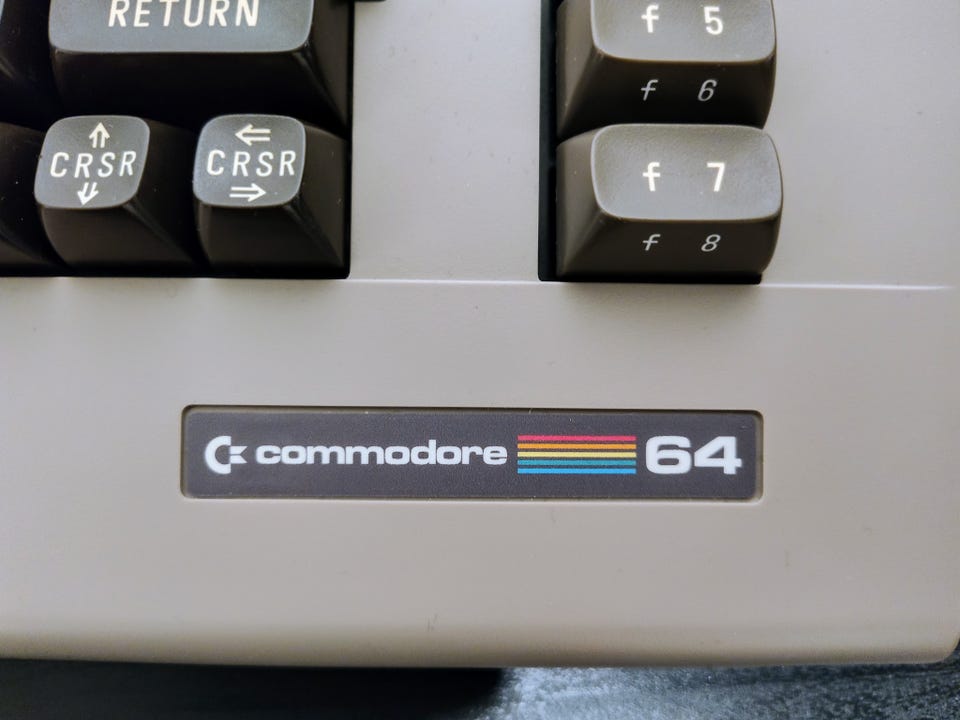 RETURN
f 5
f 6
⇑
CRSR
⇓
⇐
CRSR
⇒
f 7
f 8
commodore 64